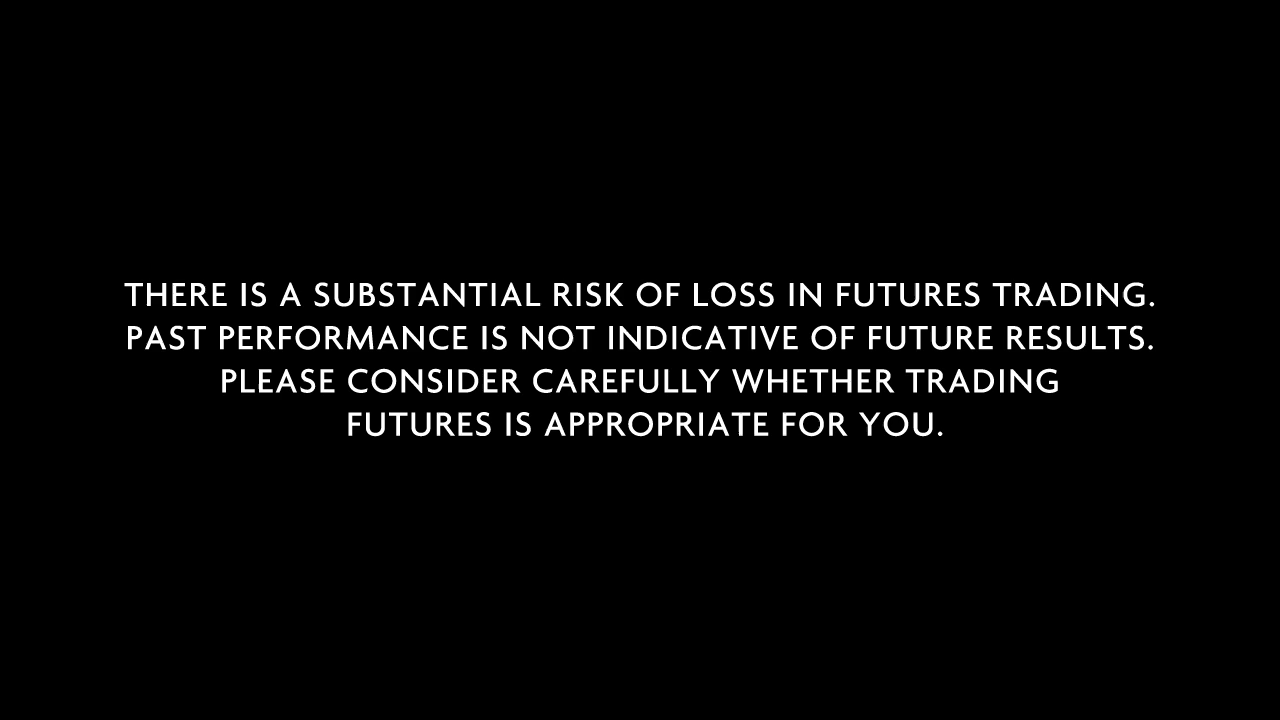 THERE IS A SUBSTANTIAL RISK OF LOSS IN FUTURES TRADING.
PAST PERFORMANCE IS NOT INDICATIVE OF FUTURE RESULTS.
PLEASE CONSIDER CAREFULLY WHETHER TRADING
FUTURES IS APPROPRIATE FOR YOU.